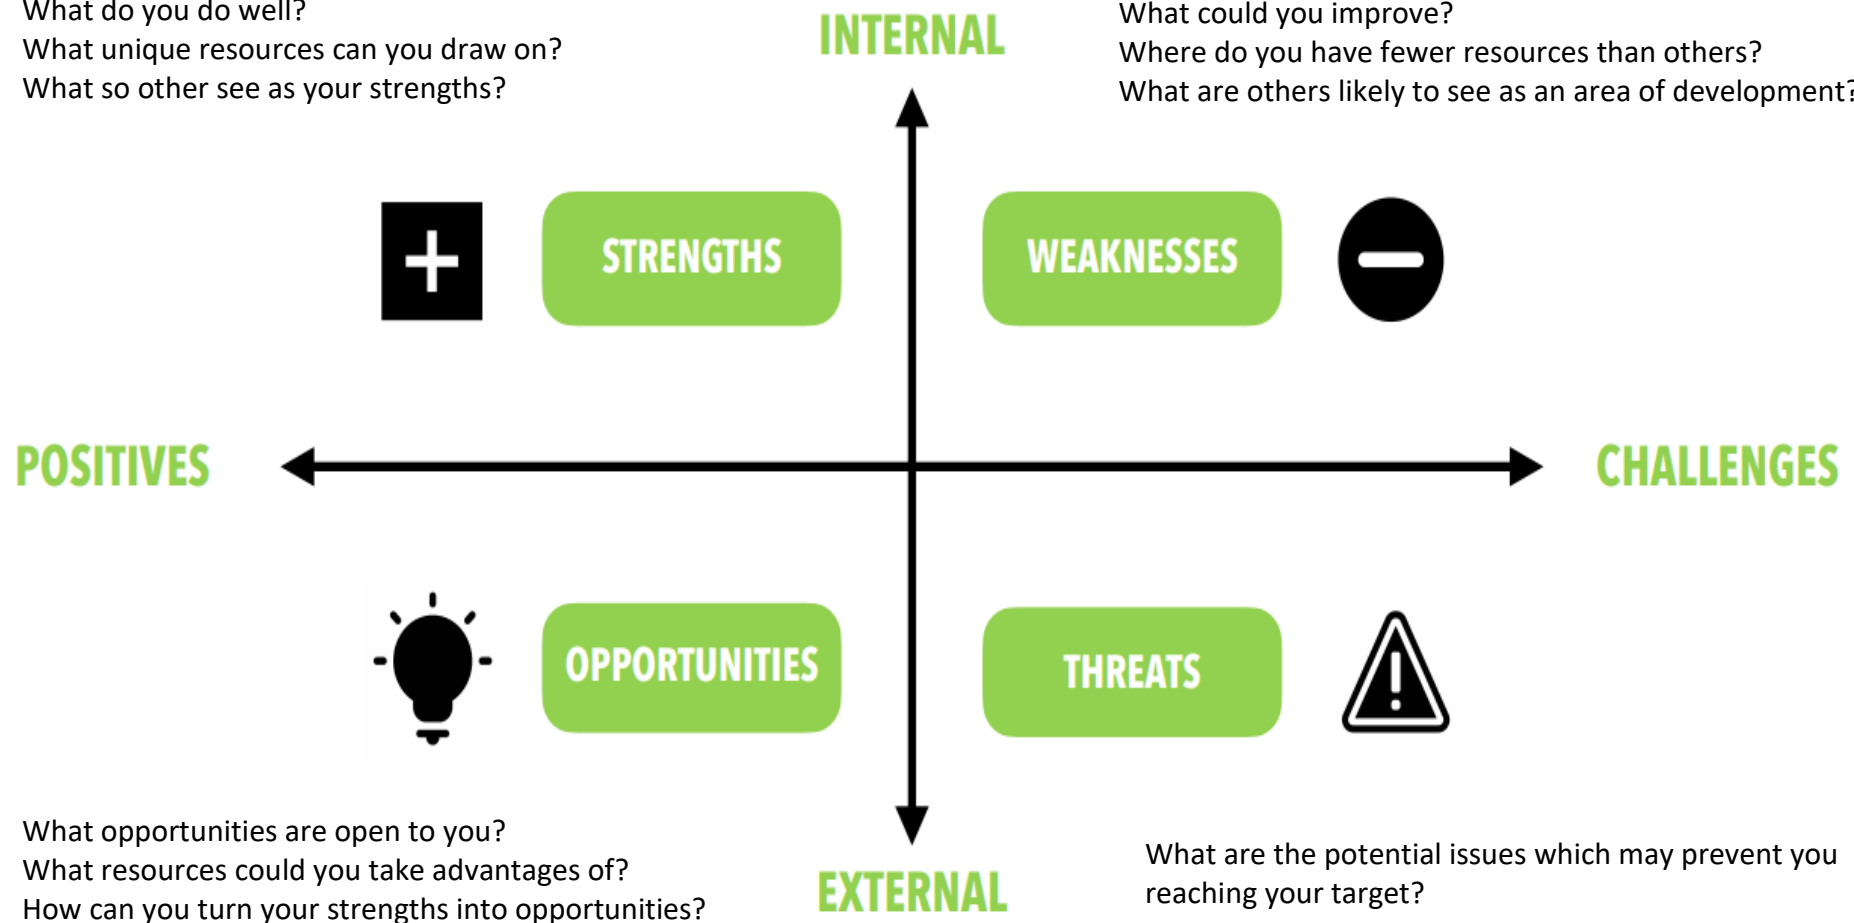 What do you do well?
What unique resources can you draw on?
What so other see as your strengths?
INTERNAL
What could you improve?
Where do you have fewer resources than others?
What are others likely to see as an area of development?
STRENGTHS
WEAKNESSES
POSITIVES
CHALLENGES
OPPORTUNITIES
THREATS
What opportunities are open to you?
What resources could you take advantages of?
How can you turn your strengths into opportunities?
EXTERNAL
What are the potential issues which may prevent you
reaching your target?